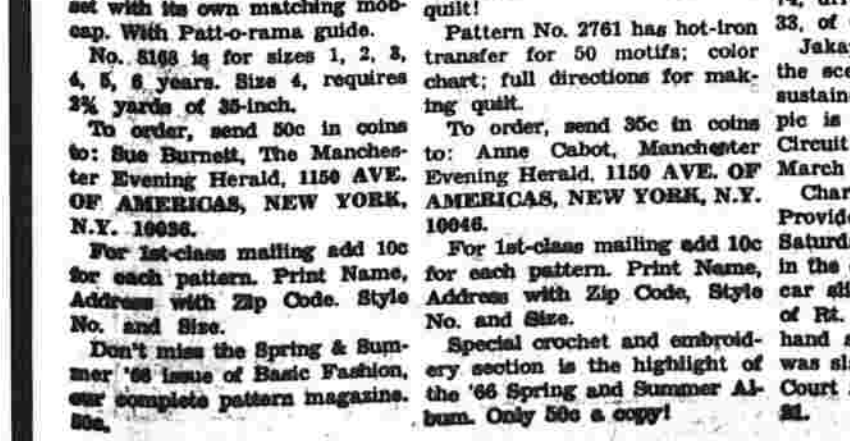 set with its own matching mob-
cap. With Patt-o-rama guide.
No. 8168 is for sizes 1, 2, 3,
4, 5, 6 years. Size 4, requires
2¾ yards of 35-inch.
To order, send 50c in coins
to: Sue Burnett, The Manches-
ter Evening Herald, 1150 AVE.
OF AMERICAS, NEW YORK,
N.Y. 10036.
For 1st-class mailing add 10c
for each pattern. Print Name,
Address with Zip Code. Style
No. and Size.
Don't miss the Spring & Sum-
mer '66 issue of Basic Fashion,
our complete pattern magazine.
50c.
quilt!
Pattern No. 2761 has hot-iron
transfer for 50 motifs; color
chart; full directions for mak-
ing quilt.
To order, send 35c in coins
to: Anne Cabot, Manchester
Evening Herald, 1150 AVE. OF
AMERICAS, NEW YORK, N.Y.
10046.
For 1st-class mailing add 10c
for each pattern. Print Name,
Address with Zip Code, Style
No. and Size.
Special crochet and embroid-
ery section is the highlight of
the '66 Spring and Summer Al-
bum. Only 50c a copy!
33, of
Jaka
the sce
sustain
pic is
Circuit
March
Char
Provide
Saturd
in the
car sli
of Rt.
hand
was sl
Court
21.